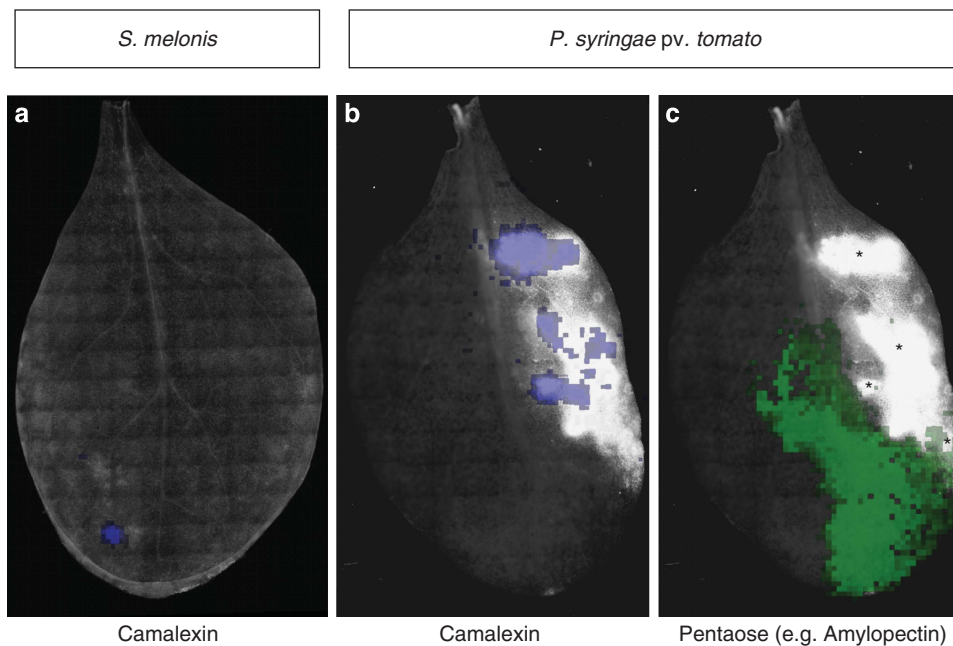 S. melonis
P. syringae pv. tomato
a
b
c
*
*
*
*
Camalexin
Camalexin
Pentaose (e.g. Amylopectin)